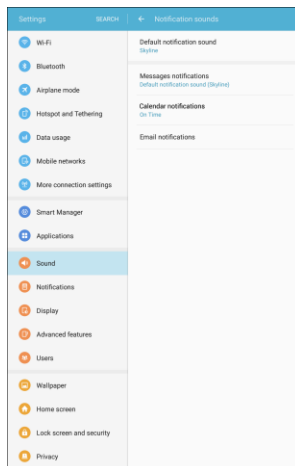 Settings
SEARCH
Notification sounds
Wi-Fi
Bluetooth
Airplane mode
Hotspot and Tethering
Data usage
Mobile networks
More connection settings
Smart Manager
Applications
Sound
Notifications
Display
Advanced features
Users
Wallpaper
Home screen
Lock screen and security
Privacy
Default notification sound
Skyline
Messages notifications
Default notification sound (Skyline)
Calendar notifications
On Time
Email notifications